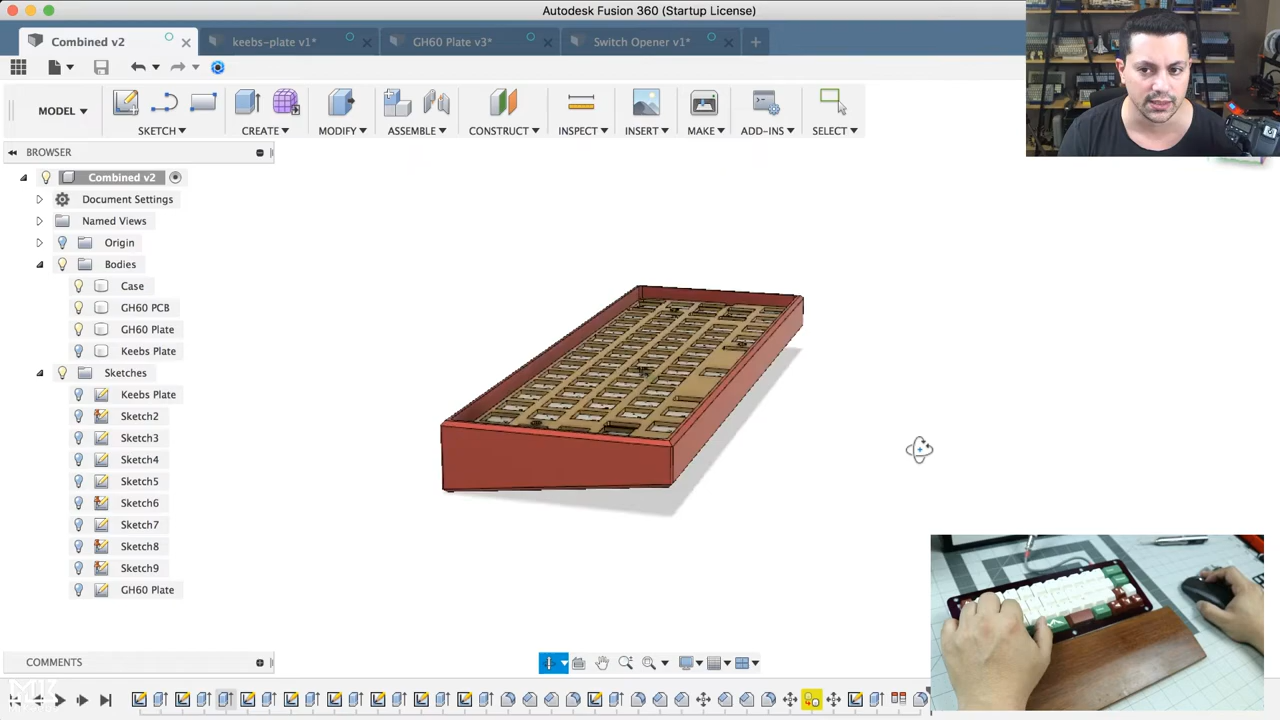 Autodesk Fusion 360 (Startup License)
Combined v2
keebs-plate v1*
GH60 Plate v3*
Switch Opener v1*
MODEL
SKETCH
CREATE
MODIFY
ASSEMBLE
CONSTRUCT
INSPECT
INSERT
MAKE
ADD-INS
SELECT
BROWSER
Combined v2
Document Settings
Named Views
Origin
Bodies
Case
GH60 PCB
GH60 Plate
Keebs Plate
Sketches
Keebs Plate
Sketch2
Sketch3
Sketch4
Sketch5
Sketch6
Sketch7
Sketch8
Sketch9
GH60 Plate
COMMENTS